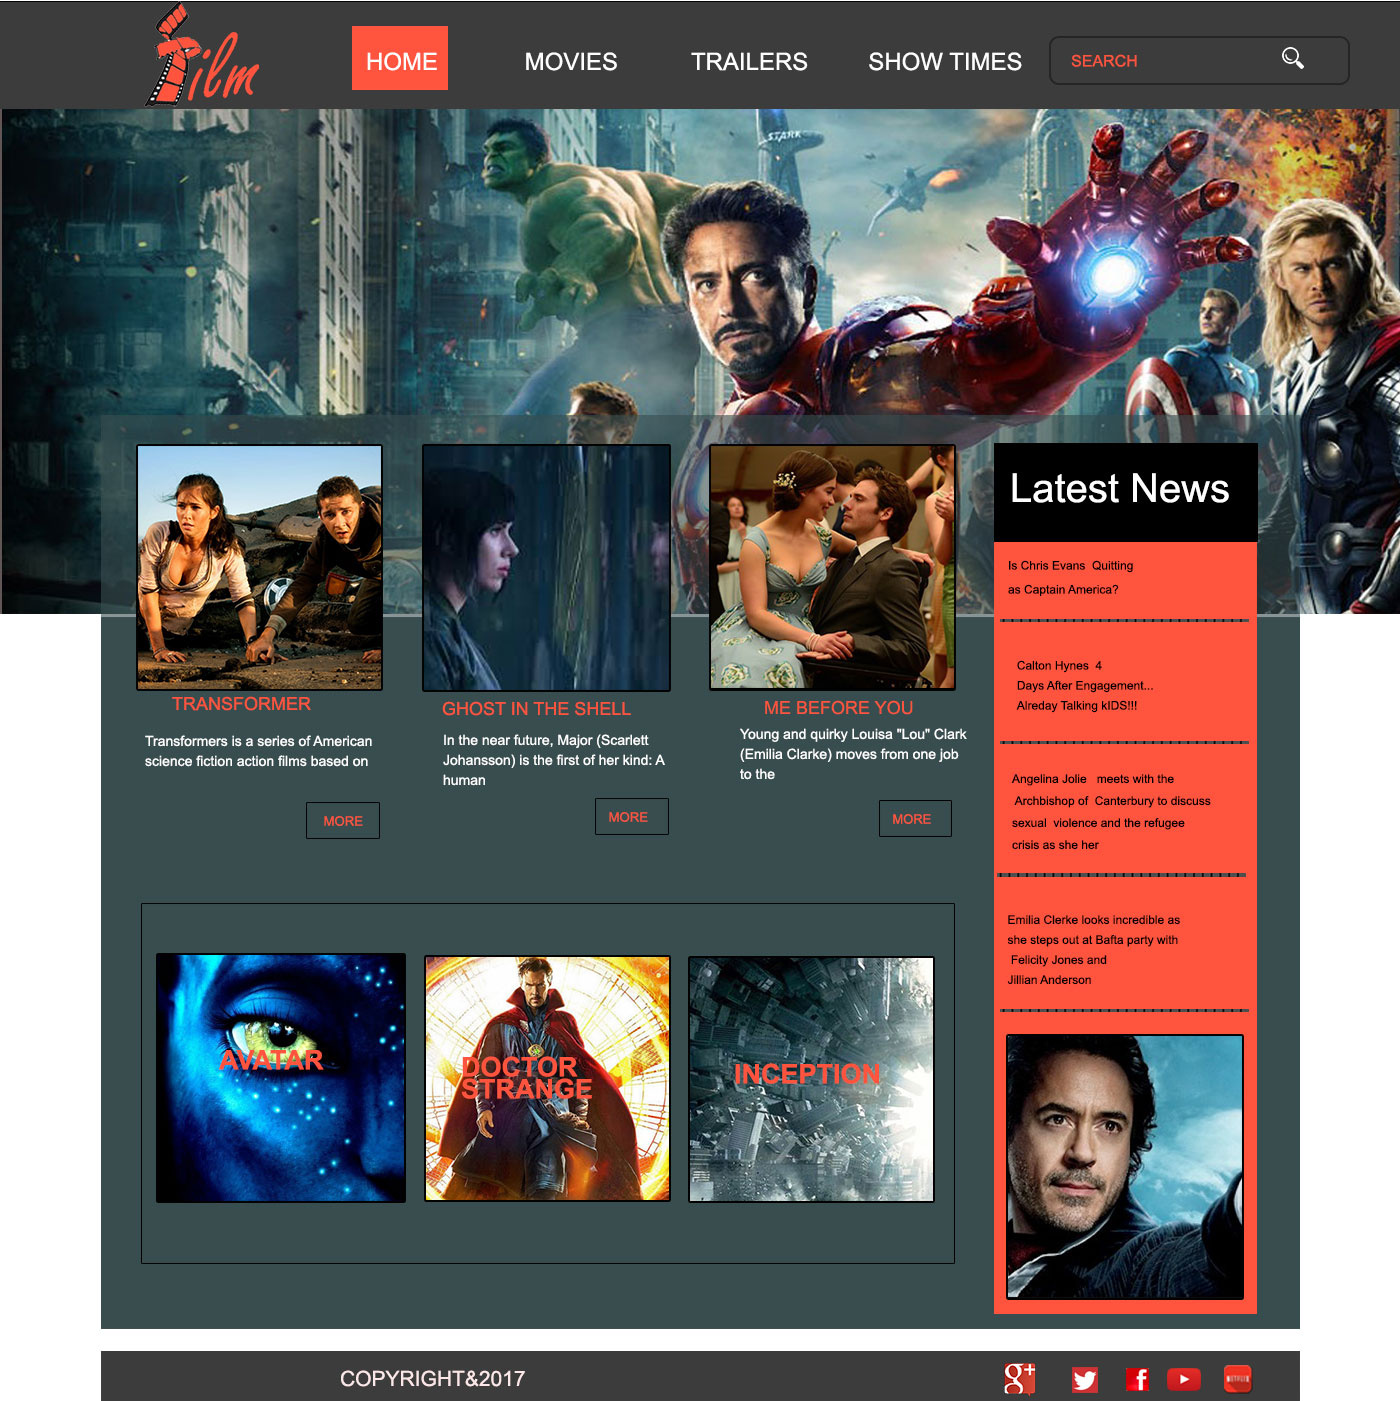 Film
HOME
MOVIES
TRAILERS
SHOW TIMES
SEARCH
STARK
Latest News
Is Chris Evans Quitting
as Captain America?
Calton Hynes 4
Days After Engagement...
Alreday Talking kIDS!!!
Angelina Jolie meets with the
Archbishop of Canterbury to discuss
sexual violence and the refugee
crisis as she her
Emilia Clerke looks incredible as
she steps out at Bafta party with
Felicity Jones and
Jillian Anderson
TRANSFORMER
Transformers is a series of American
science fiction action films based on
MORE
GHOST IN THE SHELL
In the near future, Major (Scarlett
Johansson) is the first of her kind: A
human
MORE
ME BEFORE YOU
Young and quirky Louisa "Lou" Clark
(Emilia Clarke) moves from one job
to the
MORE
AVATAR
DOCTOR
STRANGE
INCEPTION
COPYRIGHT&2017
g+
f
NETFLIX